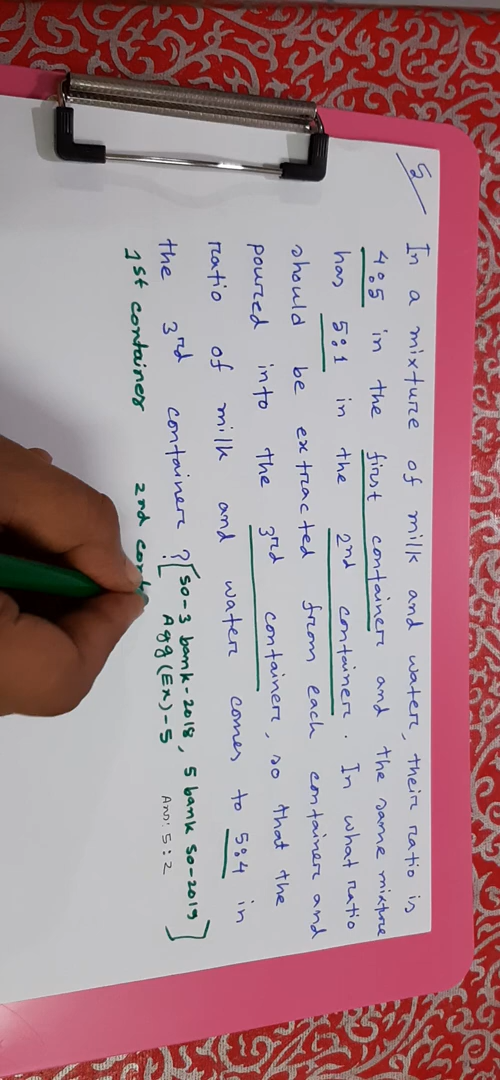 5
In a mixture of milk and water, their ratio is
4:5 in the first container and the same mixture
has 5:1 in the 2nd container. In what ratio
should be extracted from each container and
poured into the 3rd container, so that the
ratio of milk and water comes to 5:4 in
the 3rd container ? [SO-3 bank-2018, 5 bank SO-2019]
Agg (Ex)-5 Ans: 5:2
1st container 2nd cont